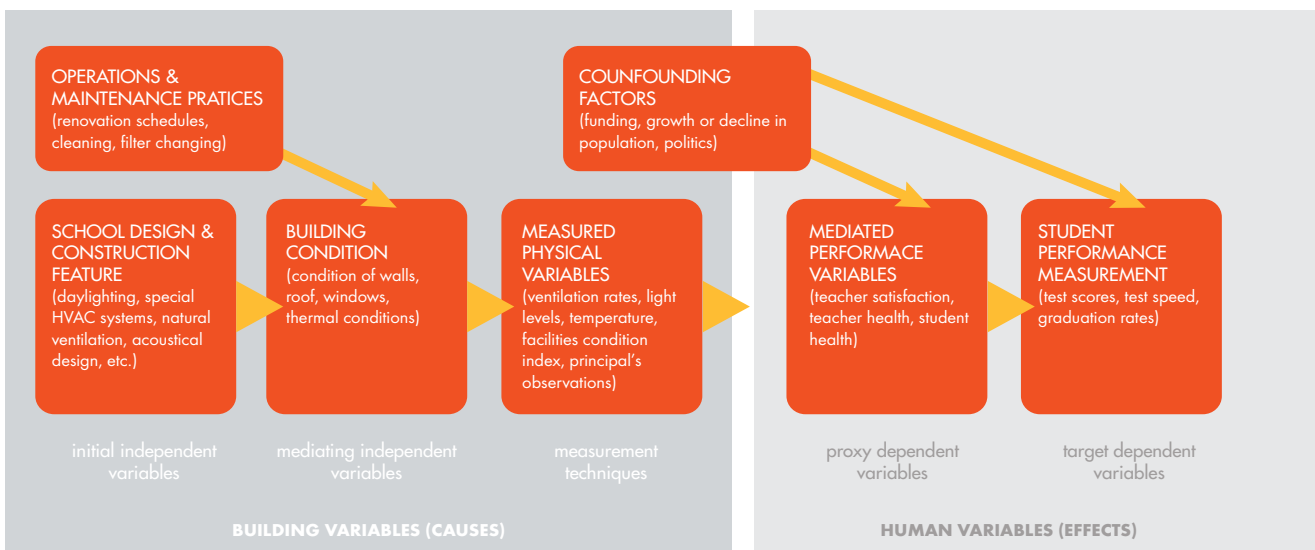 OPERATIONS &
MAINTENANCE PRATICES
(renovation schedules,
cleaning, filter changing)
COUNFOUNDING
FACTORS
(funding, growth or decline in
population, politics)
SCHOOL DESIGN &
CONSTRUCTION
FEATURE
(daylighting, special
HVAC systems, natural
ventilation, acoustical
design, etc.)
BUILDING
CONDITION
(condition of walls,
roof, windows,
thermal conditions)
MEASURED
PHYSICAL
VARIABLES
(ventilation rates, light
levels, temperature,
facilities condition
index, principal's
observations)
MEDIATED
PERFORMACE
VARIABLES
(teacher satisfaction,
teacher health, student
health)
STUDENT
PERFORMANCE
MEASUREMENT
(test scores, test speed,
graduation rates)
initial independent
variables
mediating independent
variables
measurement
techniques
proxy dependent
variables
target dependent
variables
BUILDING VARIABLES (CAUSES)
HUMAN VARIABLES (EFFECTS)